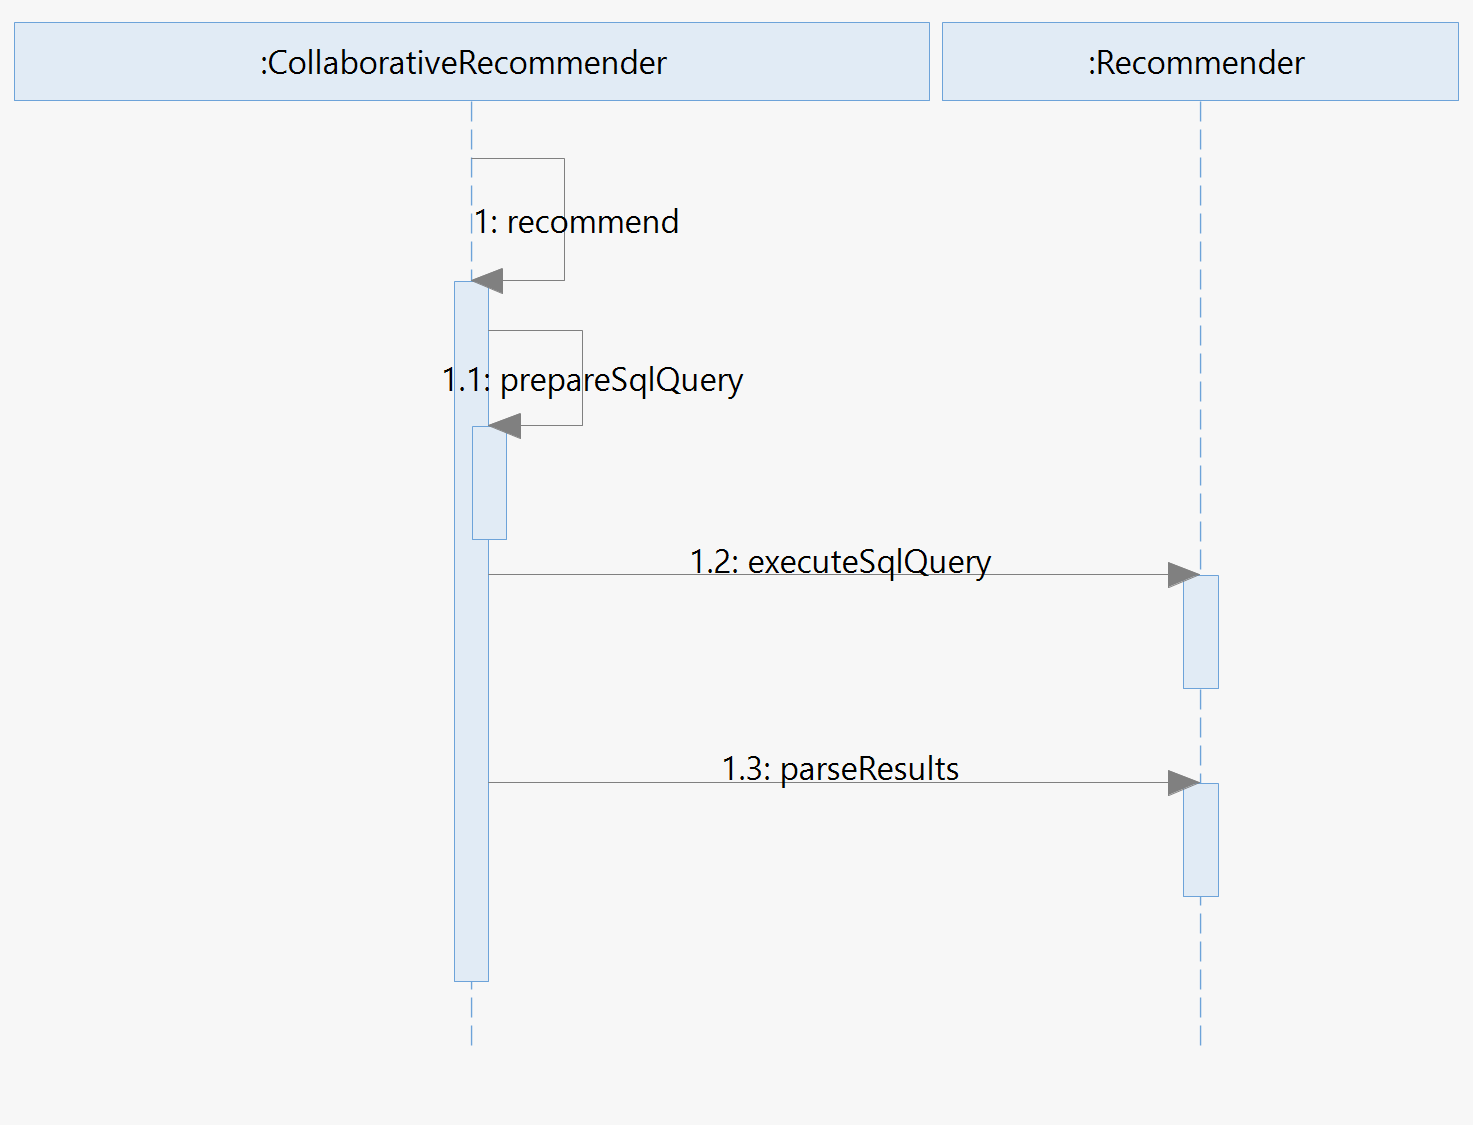 :CollaborativeRecommender
:Recommender
1: recommend
1.1: prepareSqlQuery
1.2: executeSqlQuery
1.3: parseResults